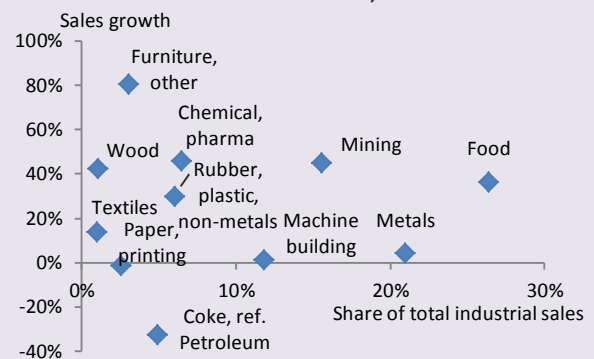 Sales growth
100%
Furniture,
other
80%
Chemical,
pharma
60%
Wood
Mining
Food
40%
Rubber,
plastic,
non-metals
20%
Textiles
Paper,
printing
Machine
building
Metals
0%
0%
10%
20%
30%
Share of total industrial sales
-20%
Coke, ref.
Petroleum
-40%